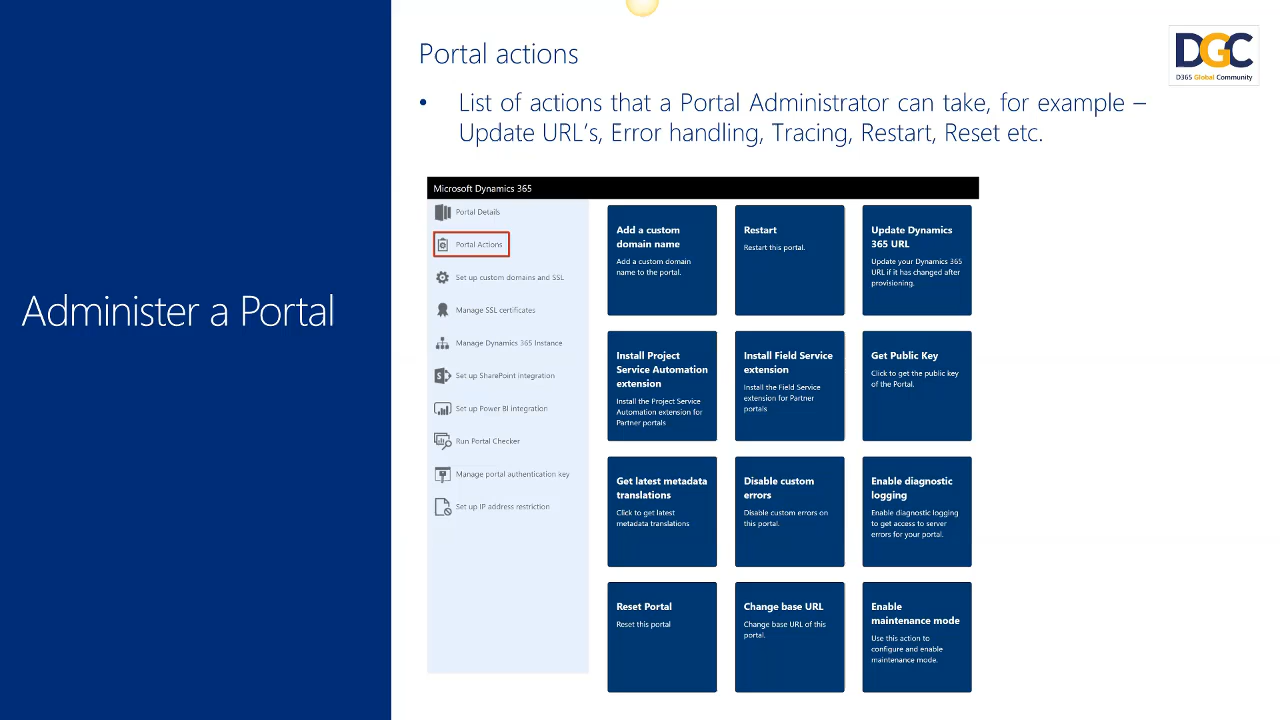 Administer a Portal
Portal actions
• List of actions that a Portal Administrator can take, for example –
Update URL's, Error handling, Tracing, Restart, Reset etc.
DGC
D365 Global Community
Microsoft Dynamics 365
Portal Details
Portal Actions
Set up custom domains and SSL
Manage SSL certificates
Manage Dynamics 365 Instance
Set up SharePoint integration
Set up Power BI integration
Run Portal Checker
Manage portal authentication key
Set up IP address restriction
Add a custom
domain name
Add a custom domain
name to the portal.
Restart
Restart this portal.
Update Dynamics
365 URL
Update your Dynamics 365
URL if it has changed after
provisioning.
Install Project
Service Automation
extension
Install the Project Service
Automation extension for
Partner portals
Install Field Service
extension
Install the Field Service
extension for Partner
portals
Get Public Key
Click to get the public key
of the Portal.
Get latest metadata
translations
Click to get latest
metadata translations
Disable custom
errors
Disable custom errors on
this portal.
Enable diagnostic
logging
Enable diagnostic logging
to get access to server
errors for your portal.
Reset Portal
Reset this portal
Change base URL
Change base URL of this
portal.
Enable
maintenance mode
Use this action to
configure and enable
maintenance mode.